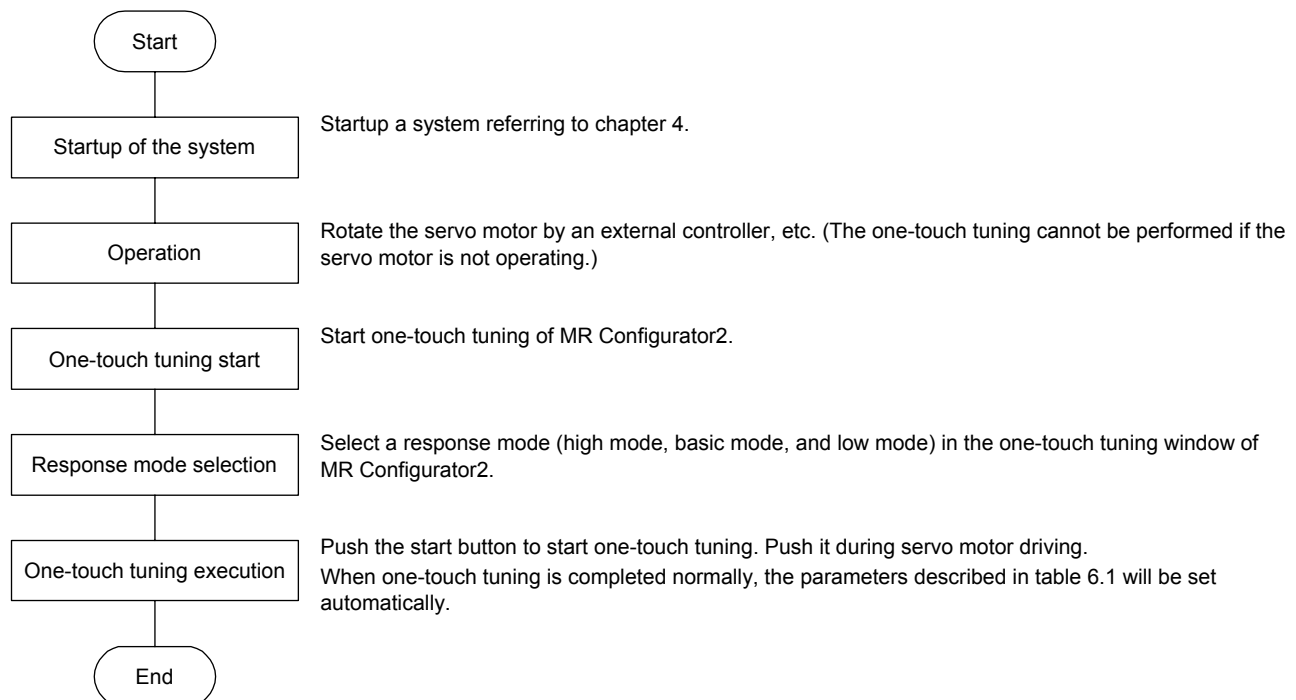 Start
Startup of the system
Startup a system referring to chapter 4.
Operation
Rotate the servo motor by an external controller, etc. (The one-touch tuning cannot be performed if the
servo motor is not operating.)
One-touch tuning start
Start one-touch tuning of MR Configurator2.
Response mode selection
Select a response mode (high mode, basic mode, and low mode) in the one-touch tuning window of
MR Configurator2.
One-touch tuning execution
Push the start button to start one-touch tuning. Push it during servo motor driving.
When one-touch tuning is completed normally, the parameters described in table 6.1 will be set
automatically.
End